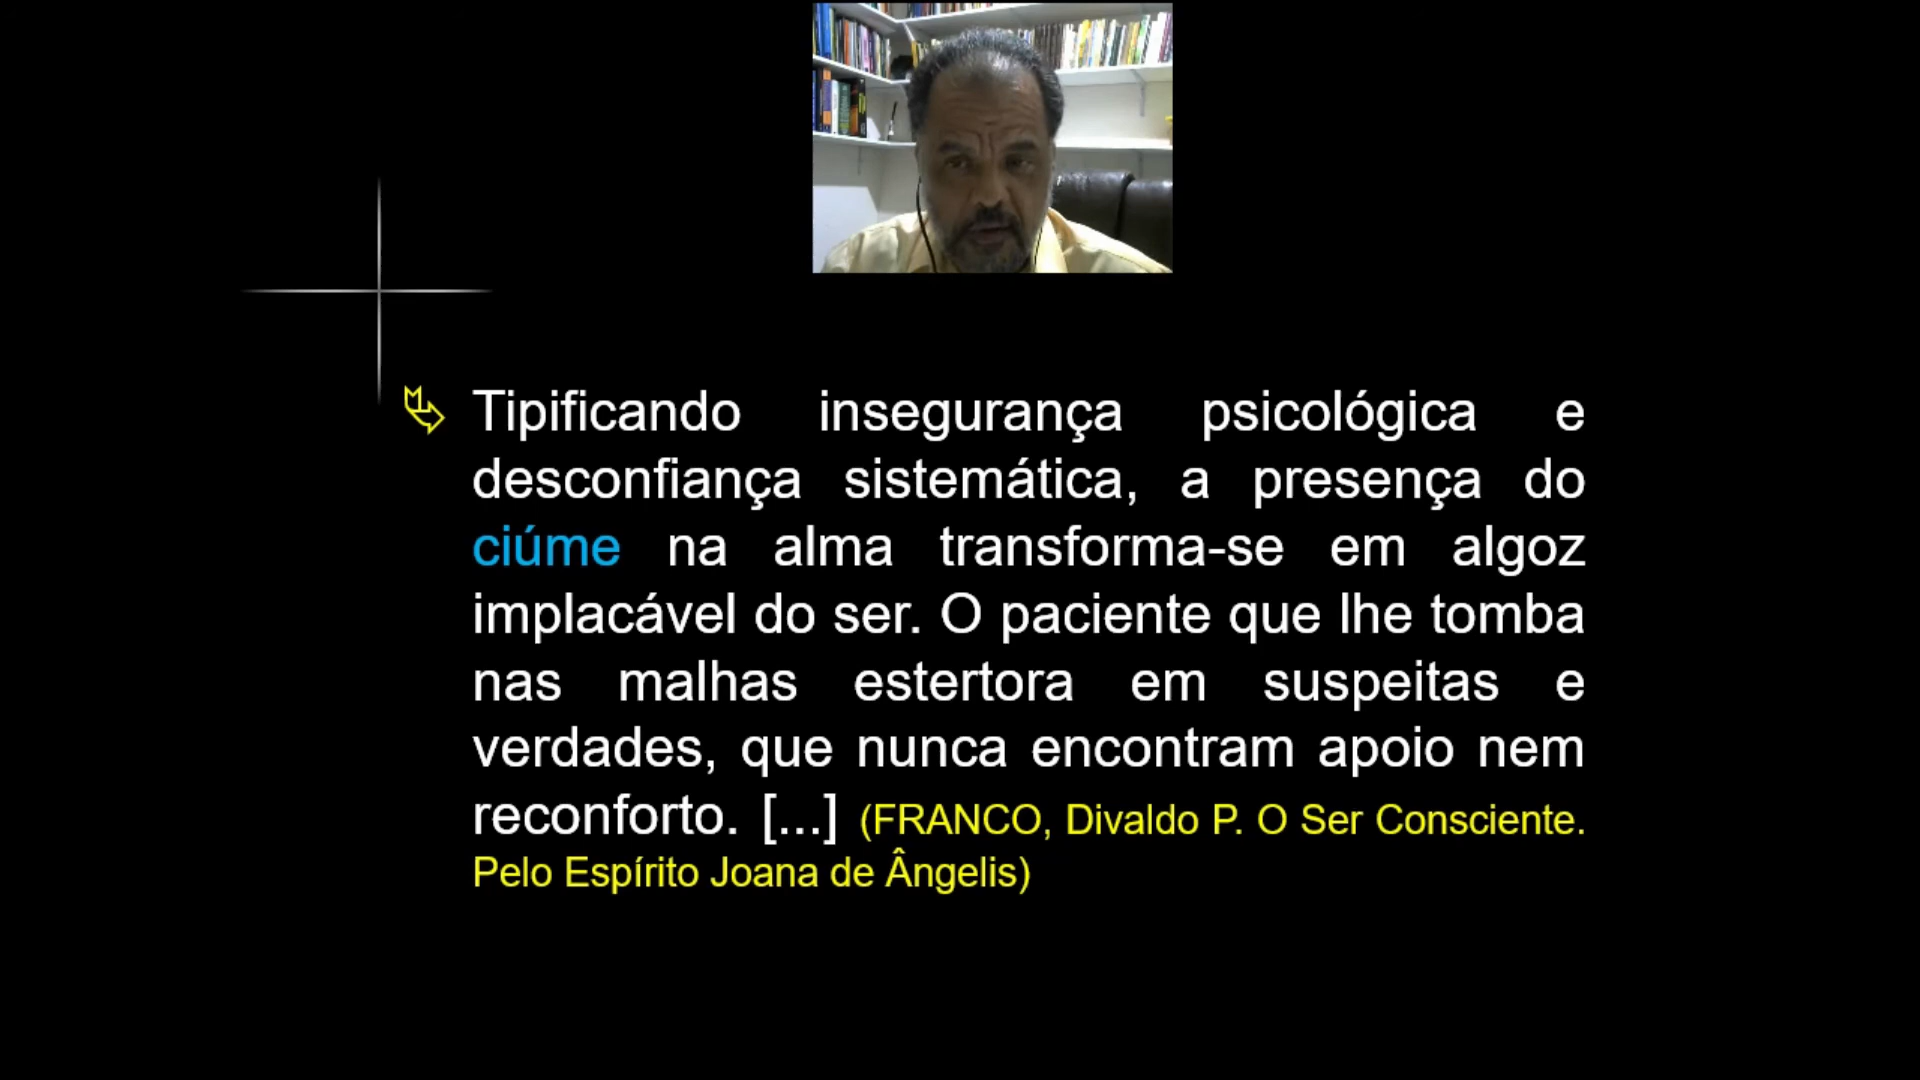 Tipificando insegurança psicológica e
desconfiança sistemática, a presença do
ciúme na alma transforma-se em algoz
implacável do ser. O paciente que lhe tomba
nas malhas estertora em suspeitas e
verdades, que nunca encontram apoio nem
reconforto. [...] (FRANCO, Divaldo P. O Ser Consciente.
Pelo Espírito Joana de Ângelis)